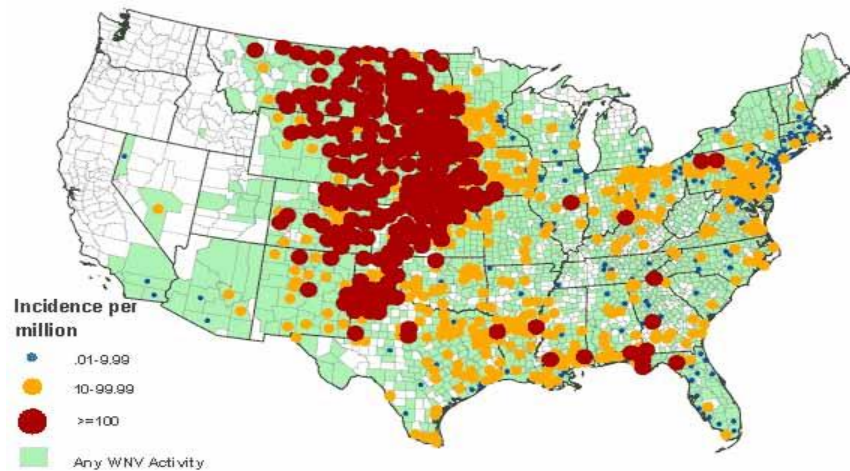 Incidence per
million
.01-9.99
10-99.99
>=100
Any WNV Activity